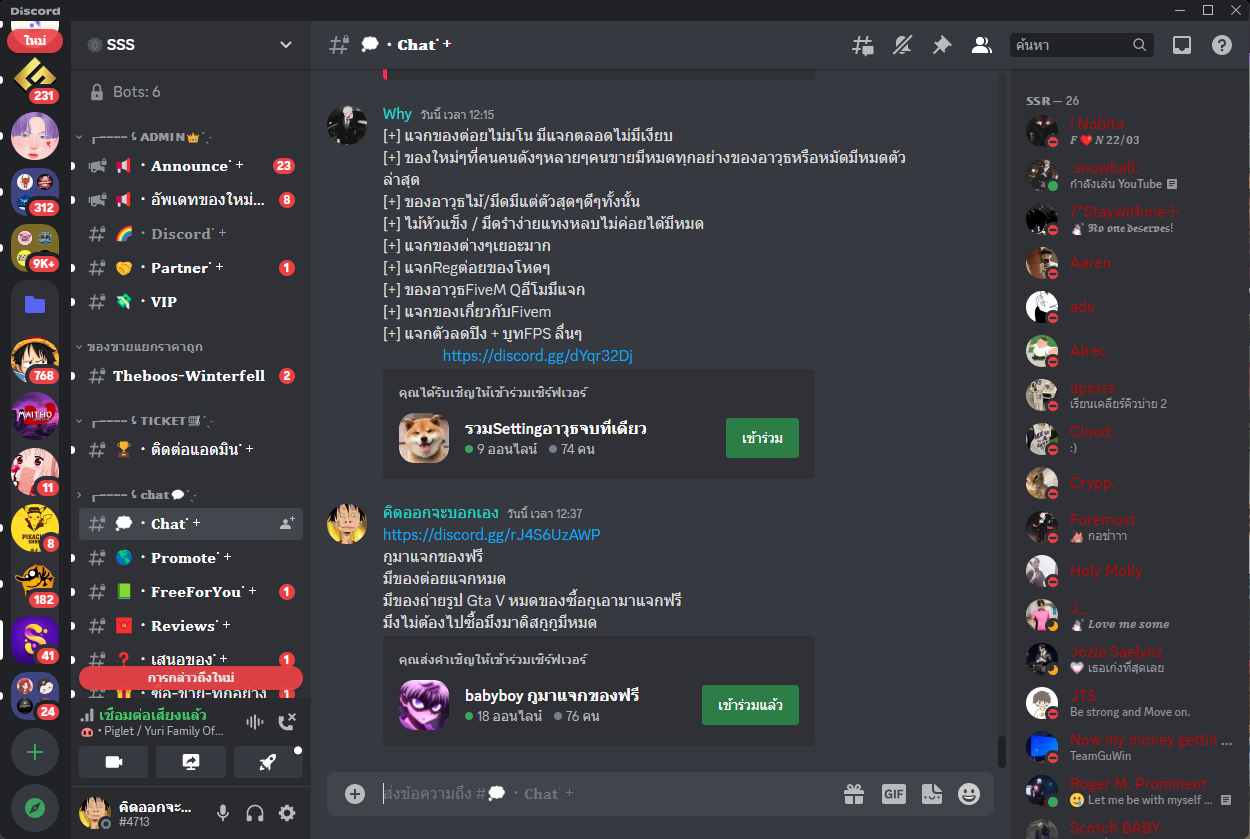 Discord
ใหม่
231
312
9K+
768
MAITHO
11
8
182
41
24
SSS
Bots: 6
ADMIN
Announce
23
อัพเดทของใหม่...
8
Discord
Partner
1
VIP
ของขายแยกราคาถูก
Theboos-Winterfell
2
TICKET
ติดต่อแอดมิน
chat
Chat
Promote
FreeForYou
1
Reviews
เสนอของ
1
การกล่าวถึงใหม่
ซื้อ-ขาย-ทุกอย่าง
1
เชื่อมต่อเสียงแล้ว
• Piglet / Yuri Family Of...
คิดออกจะ...
#4713
Chat
ค้นหา
Why วันนี้ เวลา 12:15
[+] แจกของต่อยไม่มโน มีแจกตลอดไม่มีเงียบ
[+] ของใหม่ๆที่คนคนดังๆหลายๆคนขายมีหมดทุกอย่างของอาวุธหรือหมัดมีหมดตัว
ล่าสุด
[+] ของอาวุธไม้/มีดมีแต่ตัวสุดๆดีๆทั้งนั้น
[+] ไม้หัวแข็ง / มีดรำง่ายแทงหลบไม่ค่อยได้มีหมด
[+] แจกของต่างๆเยอะมาก
[+] แจกRegต่อยของโหดๆ
[+] ของอาวุธFiveM Qอีโมมีแจก
[+] แจกของเกี่ยวกับFivem
[+] แจกตัวลดปิง + บูทFPS ลื่นๆ
https://discord.gg/dYqr32Dj
คุณได้รับเชิญให้เข้าร่วมเซิร์ฟเวอร์
รวมSettingอาวุธจบที่เดียว
9 ออนไลน์ 74 คน
เข้าร่วม
คิดออกจะบอกเอง วันนี้ เวลา 12:37
https://discord.gg/rJ4S6UzAWP
กูมาแจกของฟรี
มีของต่อยแจกหมด
มีของถ่ายรูป Gta V หมดของซื้อกูเอามาแจกฟรี
มึงไม่ต้องไปซื้อมึงมาดิสกูกูมีหมด
คุณส่งคำเชิญให้เข้าร่วมเซิร์ฟเวอร์
babyboy กูมาแจกของฟรี
18 ออนไลน์ 76 คน
เข้าร่วมแล้ว
ส่งข้อความถึง # Chat
GIF
SSR — 26
! Nobita
F ❤ N 22/03
.snowball.
กำลังเล่น YouTube
/*Staywithme⊹
No one deserves!
Aaren
adu
Alrec
apssss
เรียนเคลียร์คิวบ่าย 2
Cloud.
:)
Crypp.
Foremost
กอช่าาา
Holy Molly
J_
Love me some
Jozle Saelynz
เธอเก่งที่สุดเลย
JTS
Be strong and Move on.
Now my money gettin ...
TeamGuWin
Roger M. Prominent
Let me be with myself ...
Scotch BABY